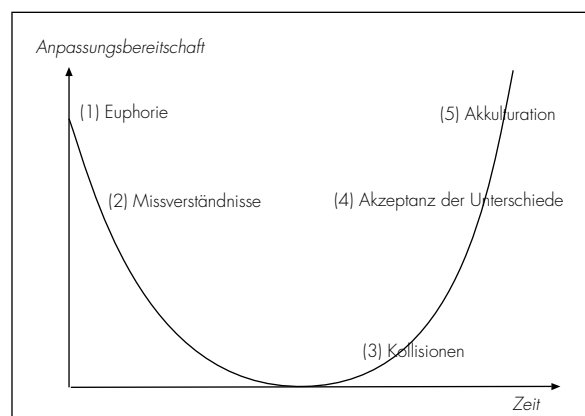 Anpassungsbereitschaft
(1) Euphorie
(5) Akkulturation
(2) Missverständnisse
(4) Akzeptanz der Unterschiede
(3) Kollisionen
Zeit